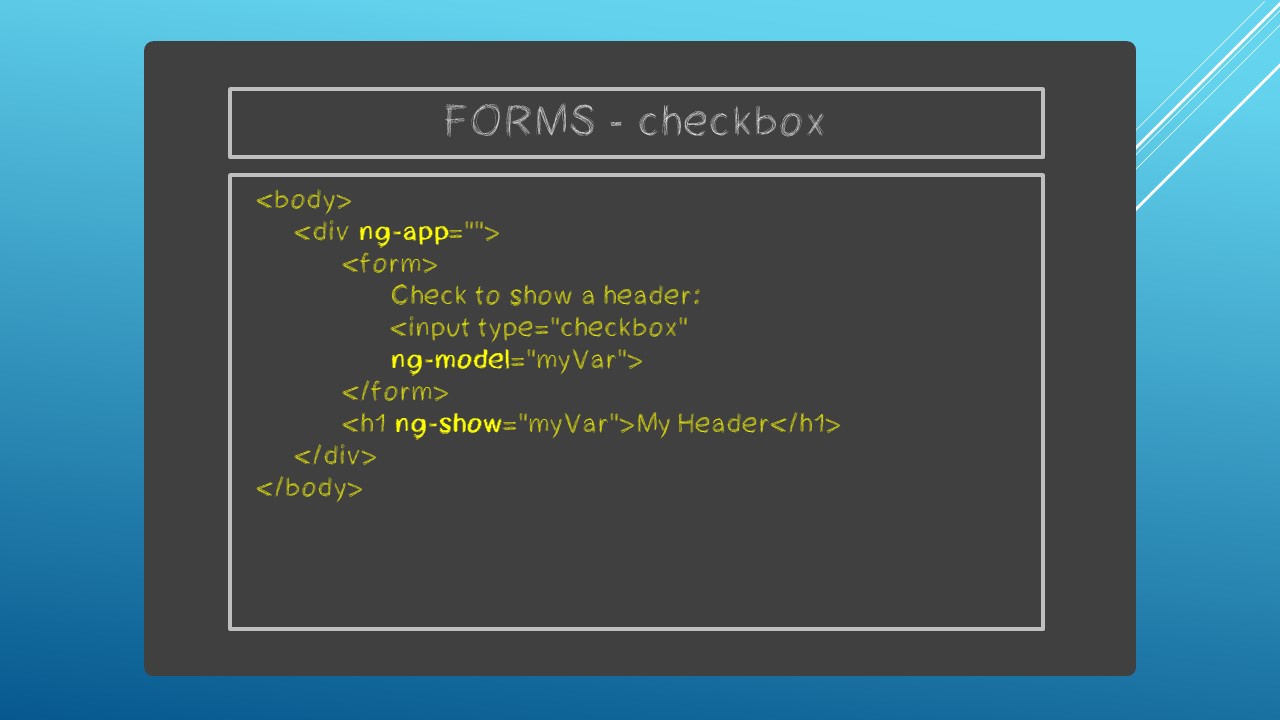 FORMS - checkbox
<body>
<div ng-app="">
<form>
Check to show a header:
<input type="checkbox"
ng-model="myVar">
</form>
<h1 ng-show="myVar">My Header</h1>
</div>
</body>